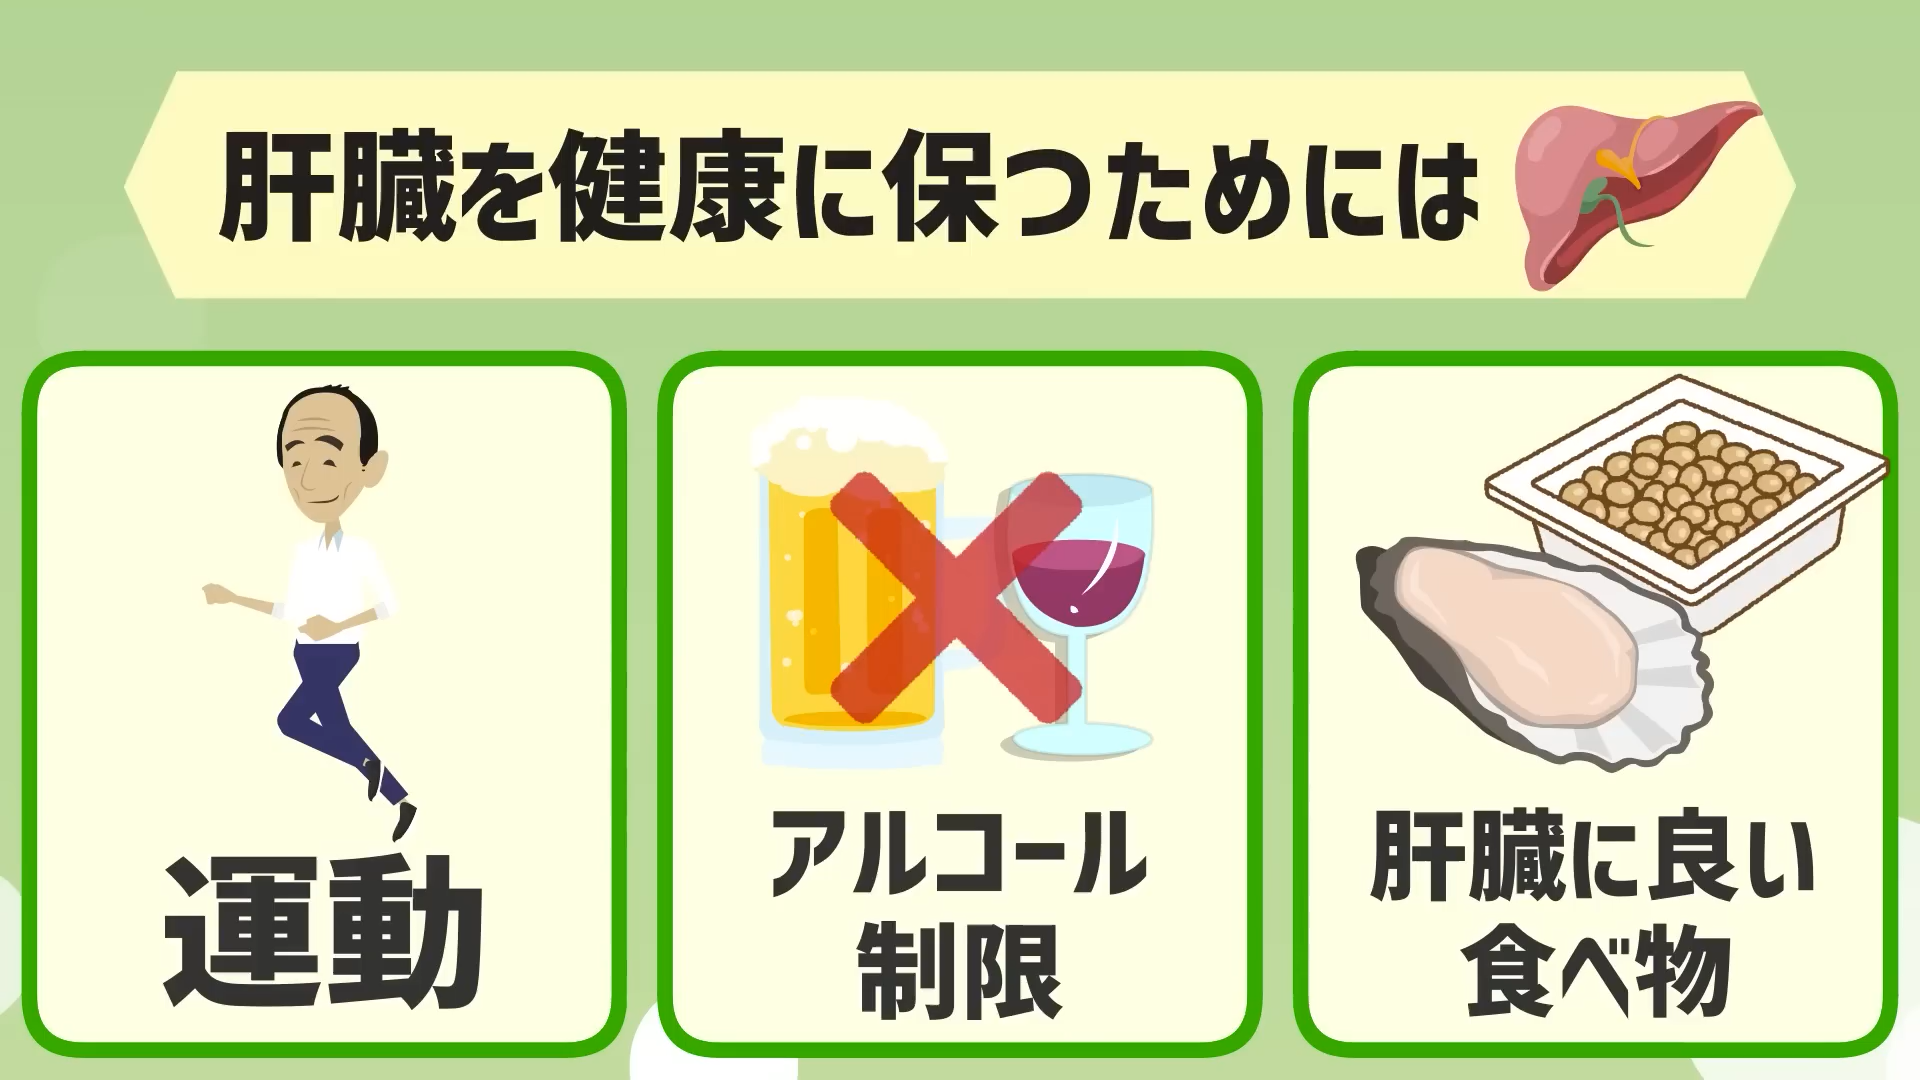 肝臓を健康に保つためには
運動
アルコール
制限
肝臓に良い
食べ物